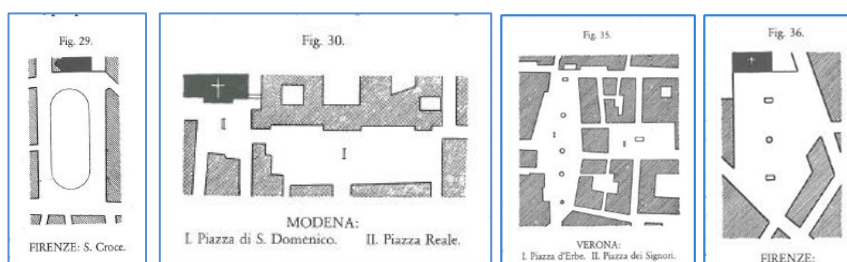 Fig. 29.
FIRENZE: S. Croce.
Fig. 30.
I
I
MODENA:
I. Piazza di S. Domenico. II. Piazza Reale.
Fig. 35.
I
I
VERONA:
I. Piazza d'Erbe. II. Piazza dei Signori.
Fig. 36.
FIRENZE: